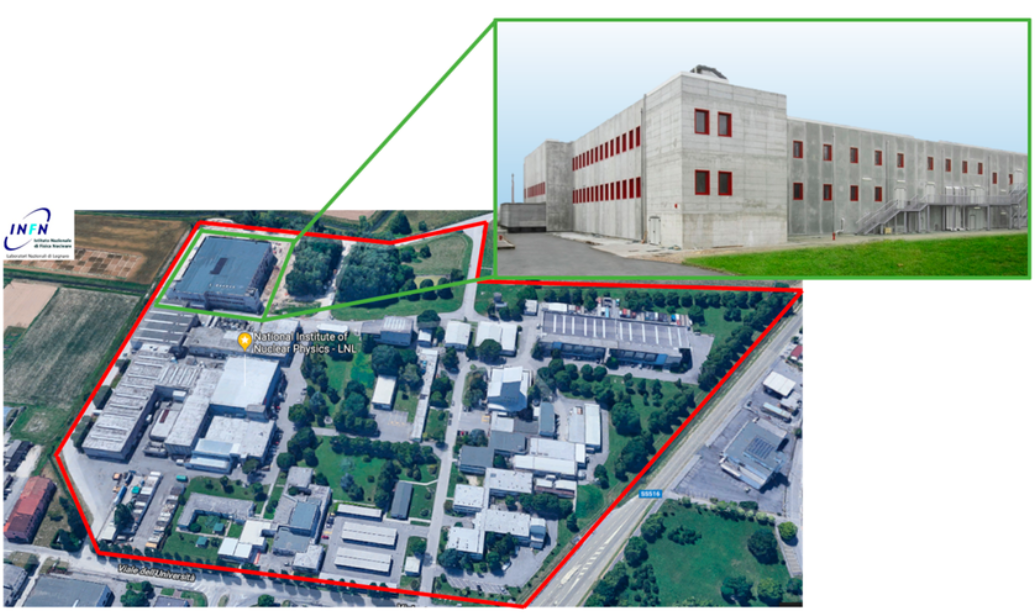 INFN
Istituto Nazionale
di Fisica Nucleare
Laboratori Nazionali di Legnaro
National Institute of
Nuclear Physics - LNL
SS516
Viale dell'Università